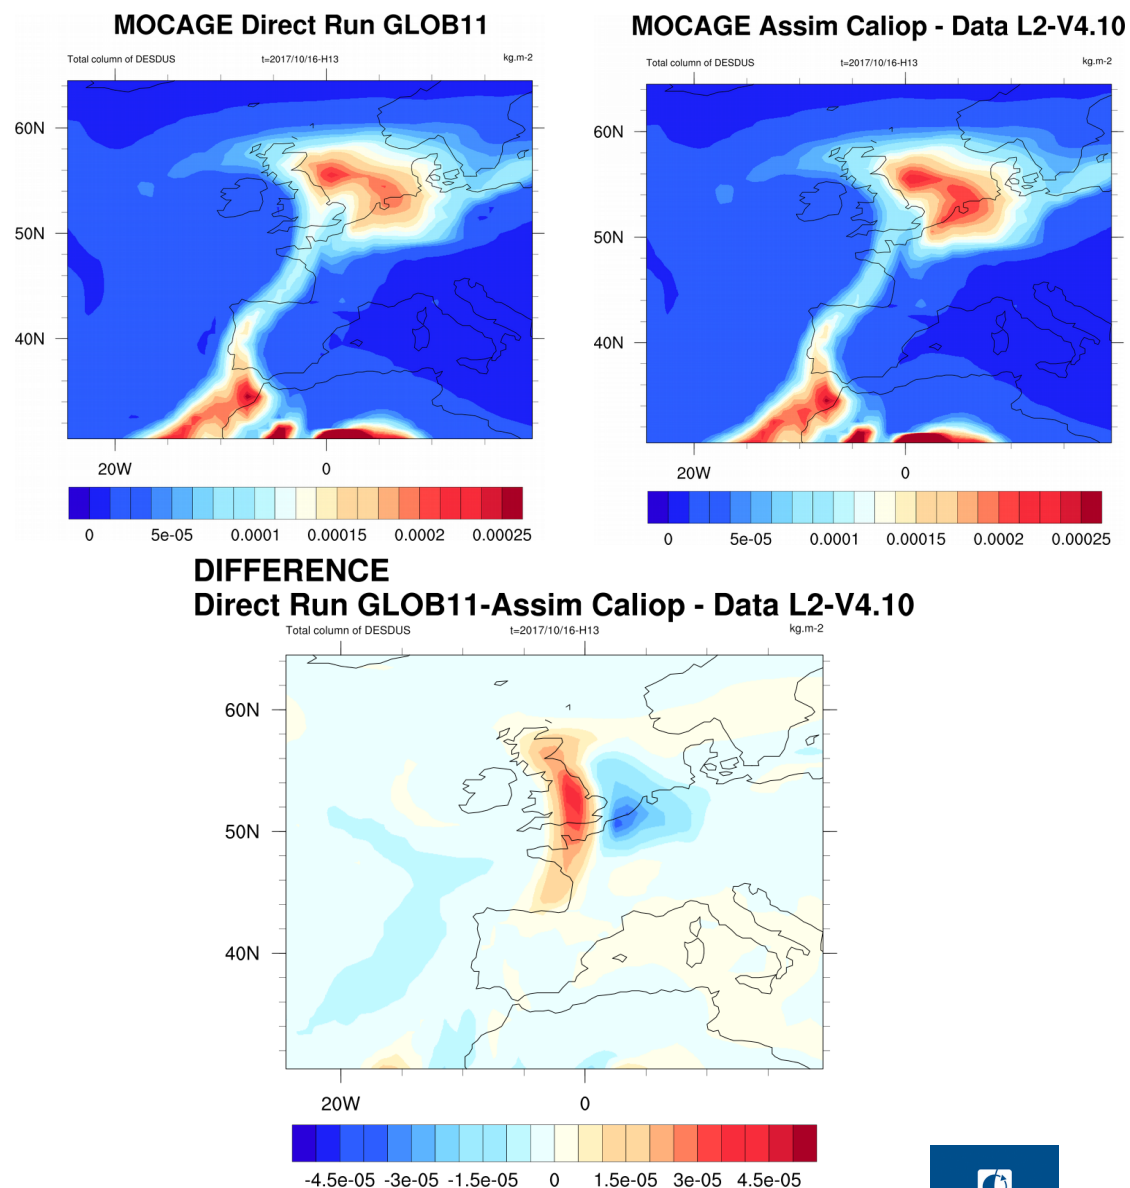 MOCAGE Direct Run GLOB11
Total column of DESDUS t=2017/10/16-H13 kg.m-2
60N
50N
40N
20W 0
0 5e-05 0.0001 0.00015 0.0002 0.00025
MOCAGE Assim Caliop - Data L2-V4.10
Total column of DESDUS t=2017/10/16-H13 kg.m-2
60N
50N
40N
20W 0
0 5e-05 0.0001 0.00015 0.0002 0.00025
DIFFERENCE
Direct Run GLOB11-Assim Caliop - Data L2-V4.10
Total column of DESDUS t=2017/10/16-H13 kg.m-2
60N
50N
40N
20W 0
-4.5e-05 -3e-05 -1.5e-05 0 1.5e-05 3e-05 4.5e-05